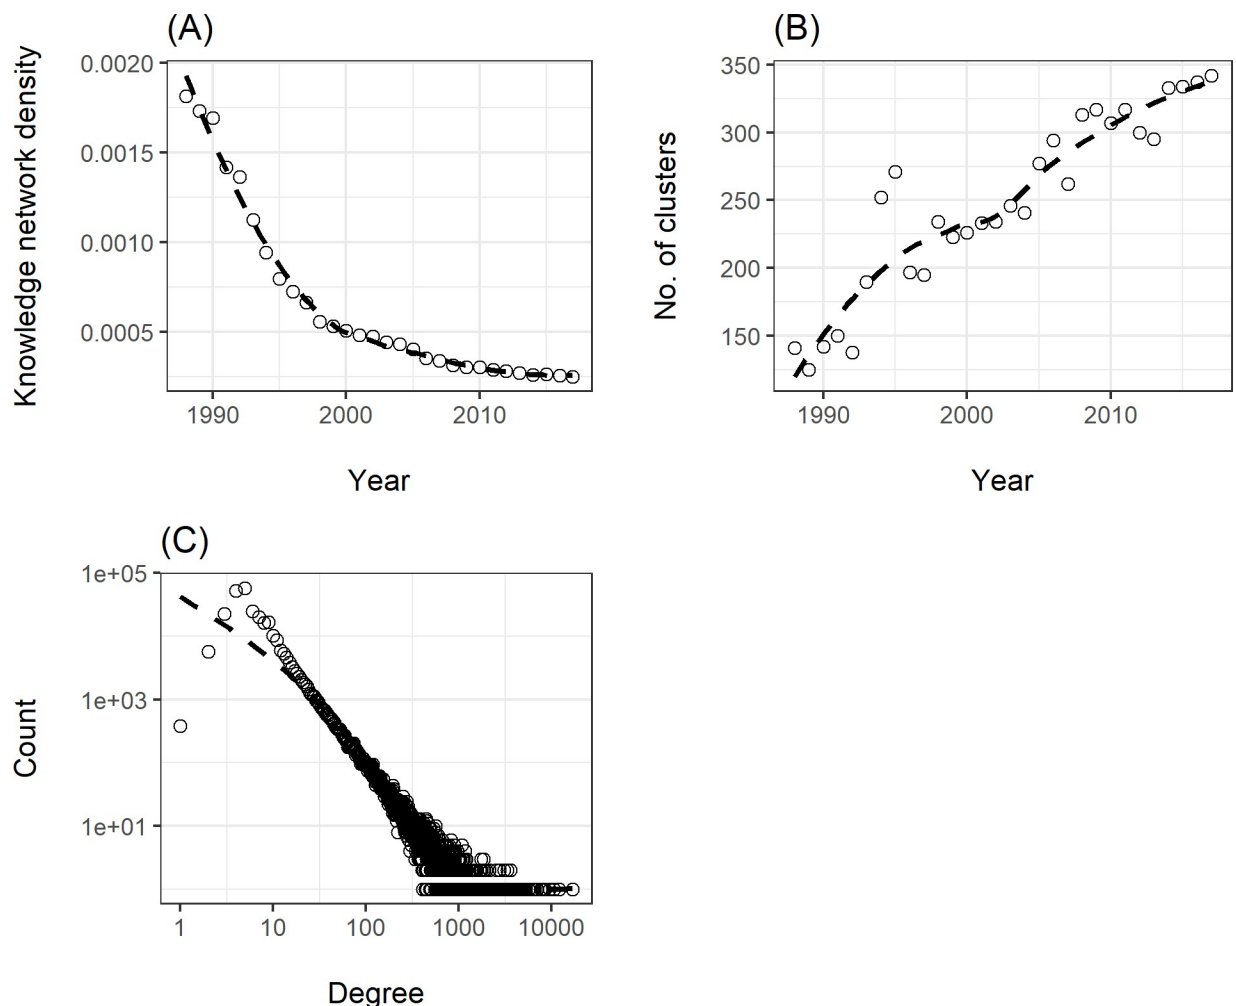 (A)
Knowledge network density
0.0020
0.0015
0.0010
0.0005
1990 2000 2010
Year
(B)
No. of clusters
350
300
250
200
150
1990 2000 2010
Year
(C)
Count
1e+05
1e+03
1e+01
1 10 100 1000 10000
Degree